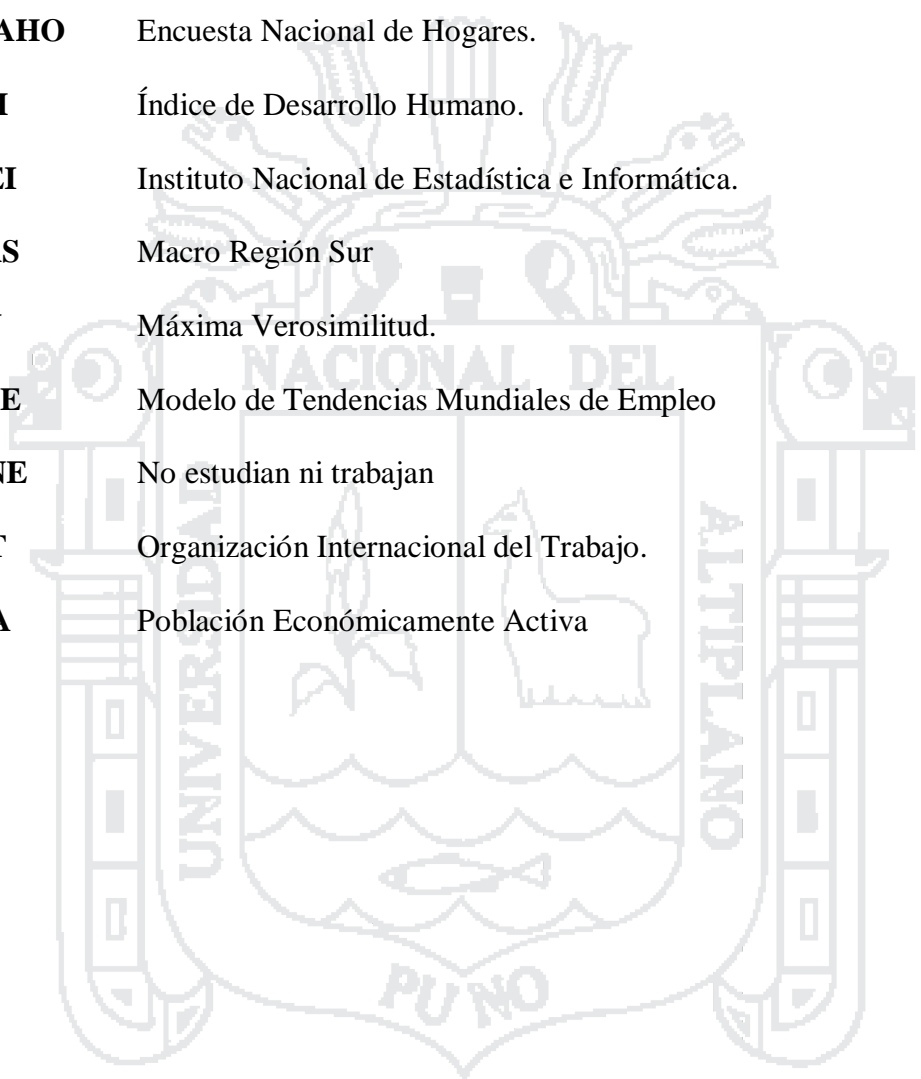 AHO Encuesta Nacional de Hogares.
I Índice de Desarrollo Humano.
EI Instituto Nacional de Estadística e Informática.
AS Macro Región Sur
Máxima Verosimilitud.
E Modelo de Tendencias Mundiales de Empleo
NE No estudian ni trabajan
T Organización Internacional del Trabajo.
A Población Económicamente Activa
UNIVERSIDAD
NACIONAL DEL
ALTIPLANO
PUNO